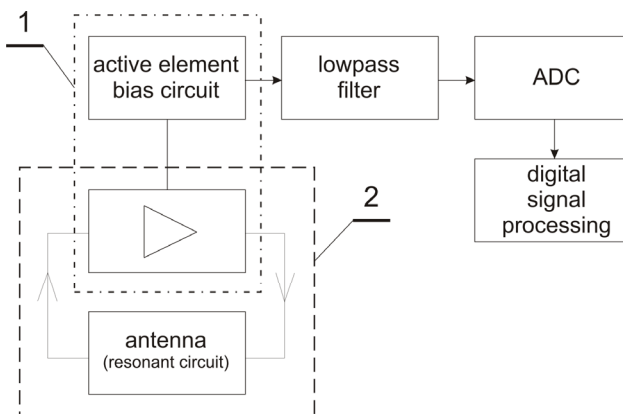 1
active element
bias circuit
lowpass
filter
ADC
digital
signal
processing
2
antenna
(resonant circuit)